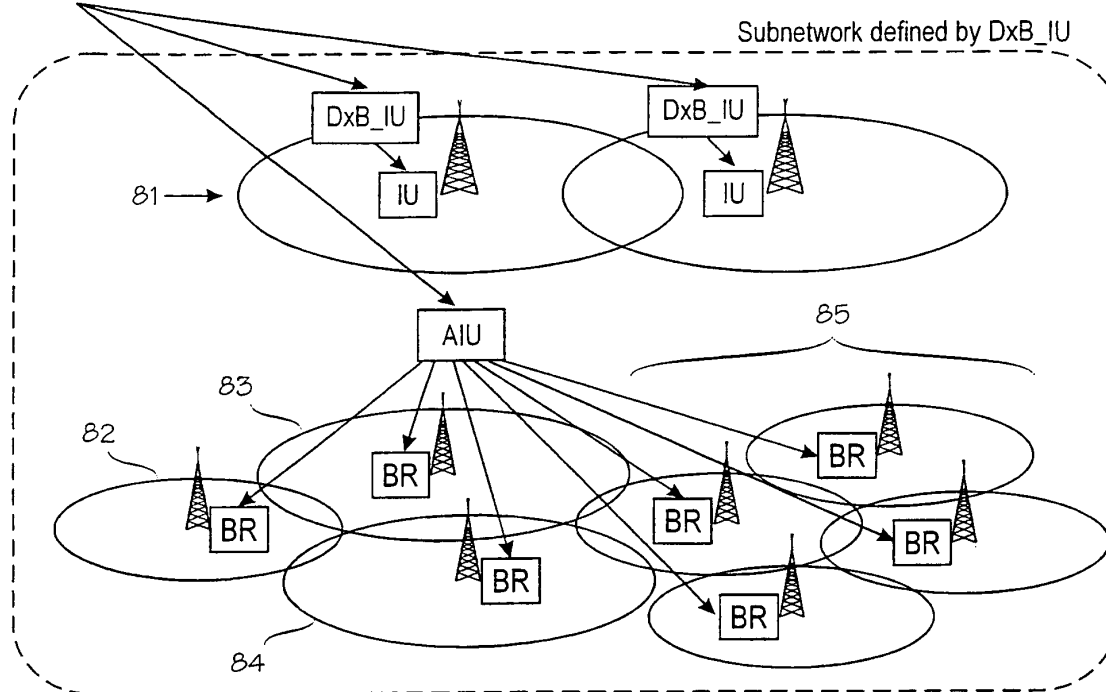 Subnetwork defined by DxB_IU
DxB_IU
DxB_IU
IU
IU
81
AIU
85
83
82
BR
BR
BR
BR
BR
BR
BR
84